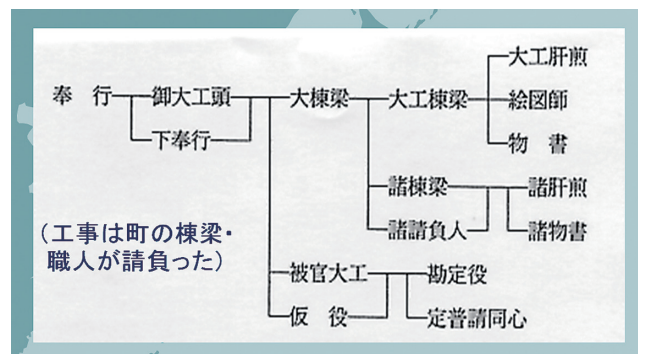 奉　行 御大工頭 大棟梁 大工棟梁 大工肝煎
絵図師
下奉行 物　書
諸棟梁 諸肝煎
諸請負人 諸物書
(工事は町の棟梁・
職人が請負った)
被官大工 勘定役
仮　役 定普請同心